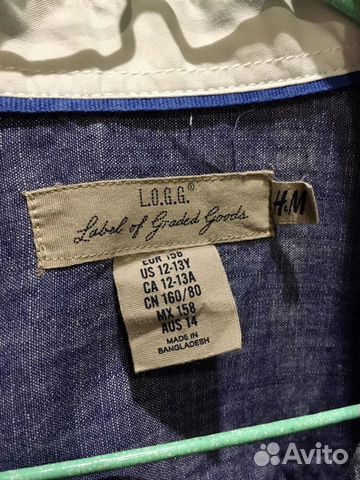 L.O.G.G.®
Label of Graded Goods
H&M
EUR 158
US 12-13Y
CA 12-13A
CN 160/80
MX 158
AUS 14
MADE IN
BANGLADESH
Avito